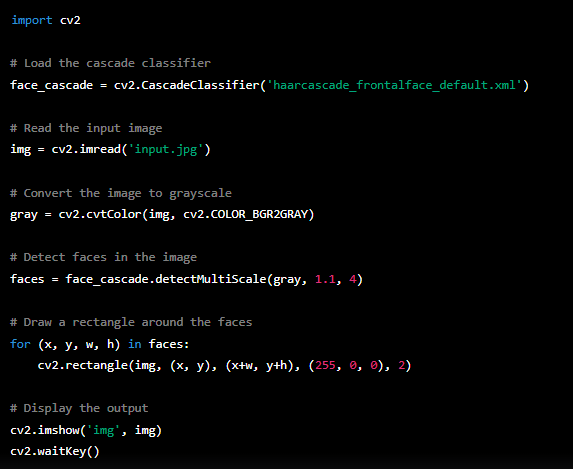 import cv2
# Load the cascade classifier
face_cascade = cv2.CascadeClassifier('haarcascade_frontalface_default.xml')
# Read the input image
img = cv2.imread('input.jpg')
# Convert the image to grayscale
gray = cv2.cvtColor(img, cv2.COLOR_BGR2GRAY)
# Detect faces in the image
faces = face_cascade.detectMultiScale(gray, 1.1, 4)
# Draw a rectangle around the faces
for (x, y, w, h) in faces:
    cv2.rectangle(img, (x, y), (x+w, y+h), (255, 0, 0), 2)
# Display the output
cv2.imshow('img', img)
cv2.waitKey()